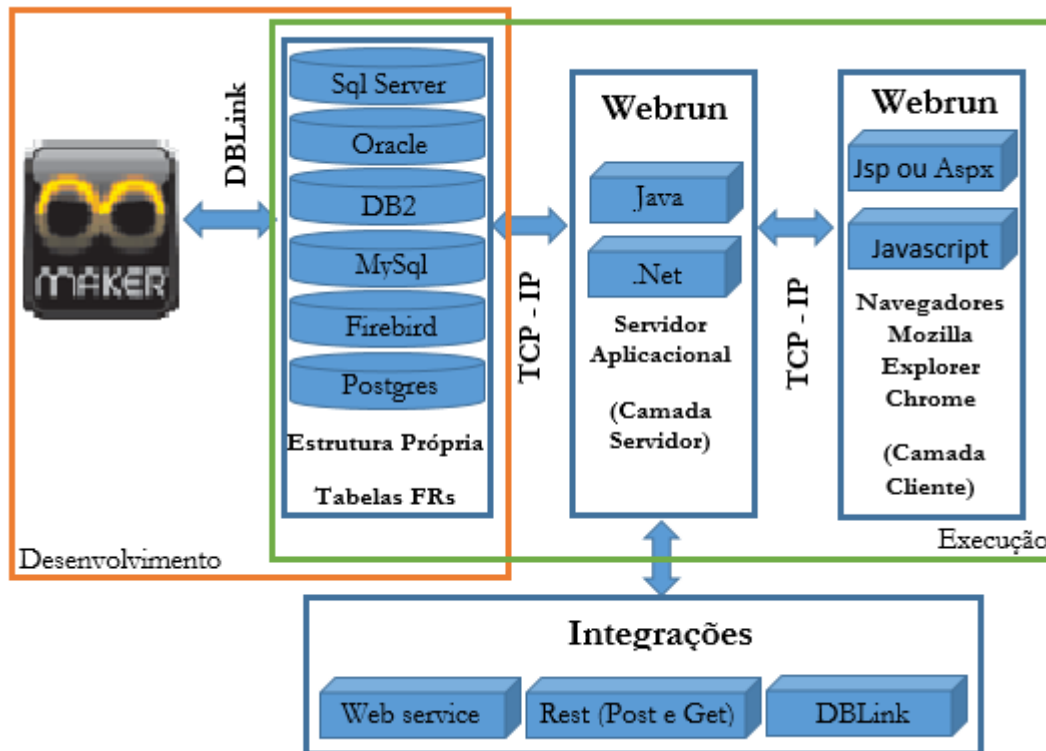 MAKER
DBLink
Sql Server
Oracle
DB2
MySql
Firebird
Postgres
Estrutura Própria
Tabelas FRs
Desenvolvimento
TCP - IP
Webrun
Java
.Net
Servidor
Aplicacional
(Camada
Servidor)
TCP - IP
Webrun
Jsp ou Aspx
Javascript
Navegadores
Mozilla
Explorer
Chrome
(Camada
Cliente)
Execução
Integrações
Web service
Rest (Post e Get)
DBLink